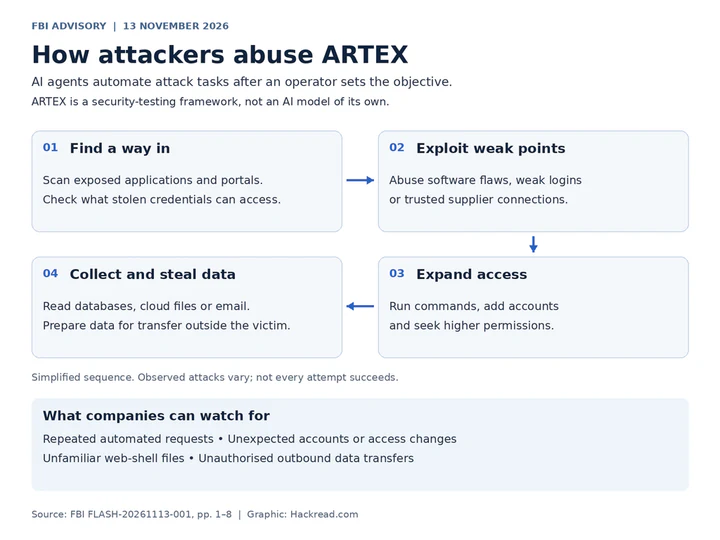 FBI ADVISORY | 13 NOVEMBER 2026
How attackers abuse ARTEX
AI agents automate attack tasks after an operator sets the objective.
ARTEX is a security-testing framework, not an AI model of its own.
01 Find a way in
Scan exposed applications and portals.
Check what stolen credentials can access.
02 Exploit weak points
Abuse software flaws, weak logins
or trusted supplier connections.
03 Expand access
Run commands, add accounts
and seek higher permissions.
04 Collect and steal data
Read databases, cloud files or email.
Prepare data for transfer outside the victim.
Simplified sequence. Observed attacks vary; not every attempt succeeds.
What companies can watch for
Repeated automated requests • Unexpected accounts or access changes
Unfamiliar web-shell files • Unauthorised outbound data transfers
Source: FBI FLASH-20261113-001, pp. 1–8 | Graphic: Hackread.com